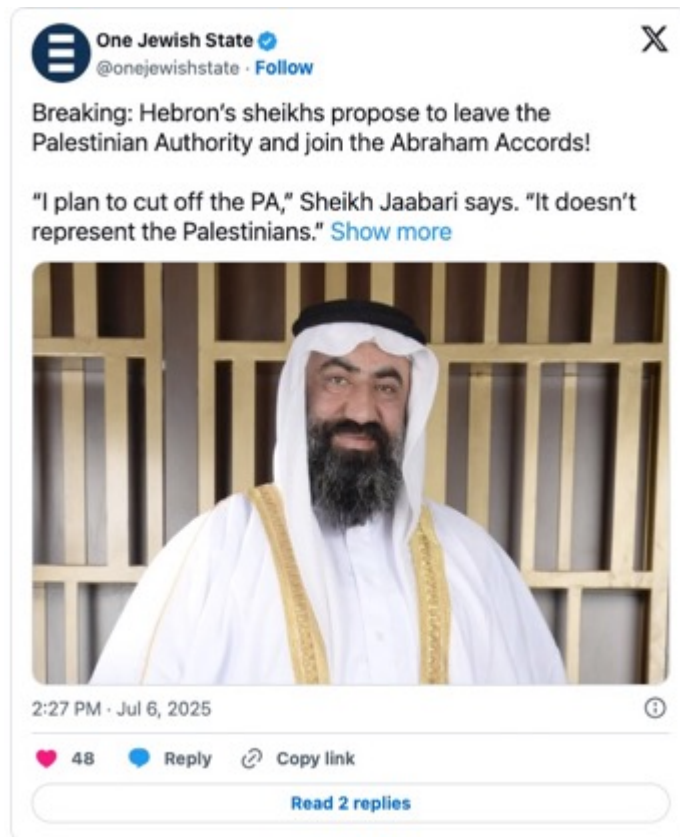 One Jewish State
@onejewishstate · Follow
Breaking: Hebron’s sheikhs propose to leave the
Palestinian Authority and join the Abraham Accords!
“I plan to cut off the PA,” Sheikh Jaabari says. “It doesn’t
represent the Palestinians.” Show more
2:27 PM · Jul 6, 2025
48 Reply Copy link
Read 2 replies